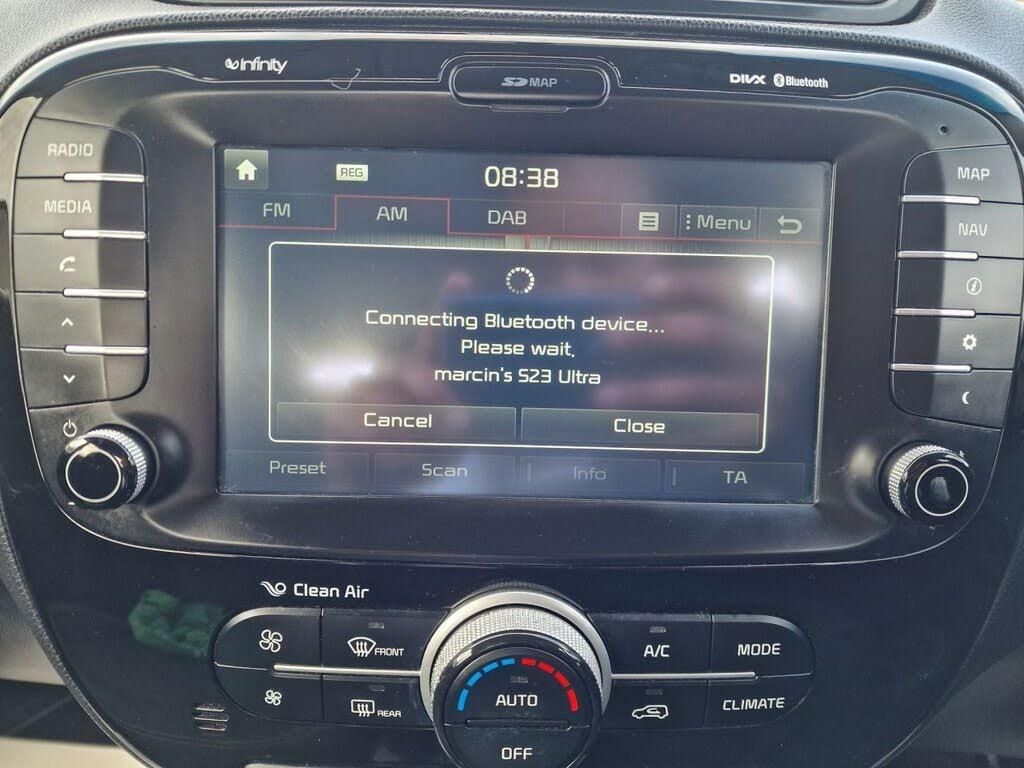 infinity
SD MAP
DIVX Bluetooth
RADIO
MEDIA
MAP
NAV
REG
08:38
FM
AM
DAB
Menu
Connecting Bluetooth device...
Please wait.
marcin's S23 Ultra
Cancel
Close
Preset
Scan
Info
TA
Clean Air
FRONT
REAR
AUTO
OFF
A/C
MODE
CLIMATE